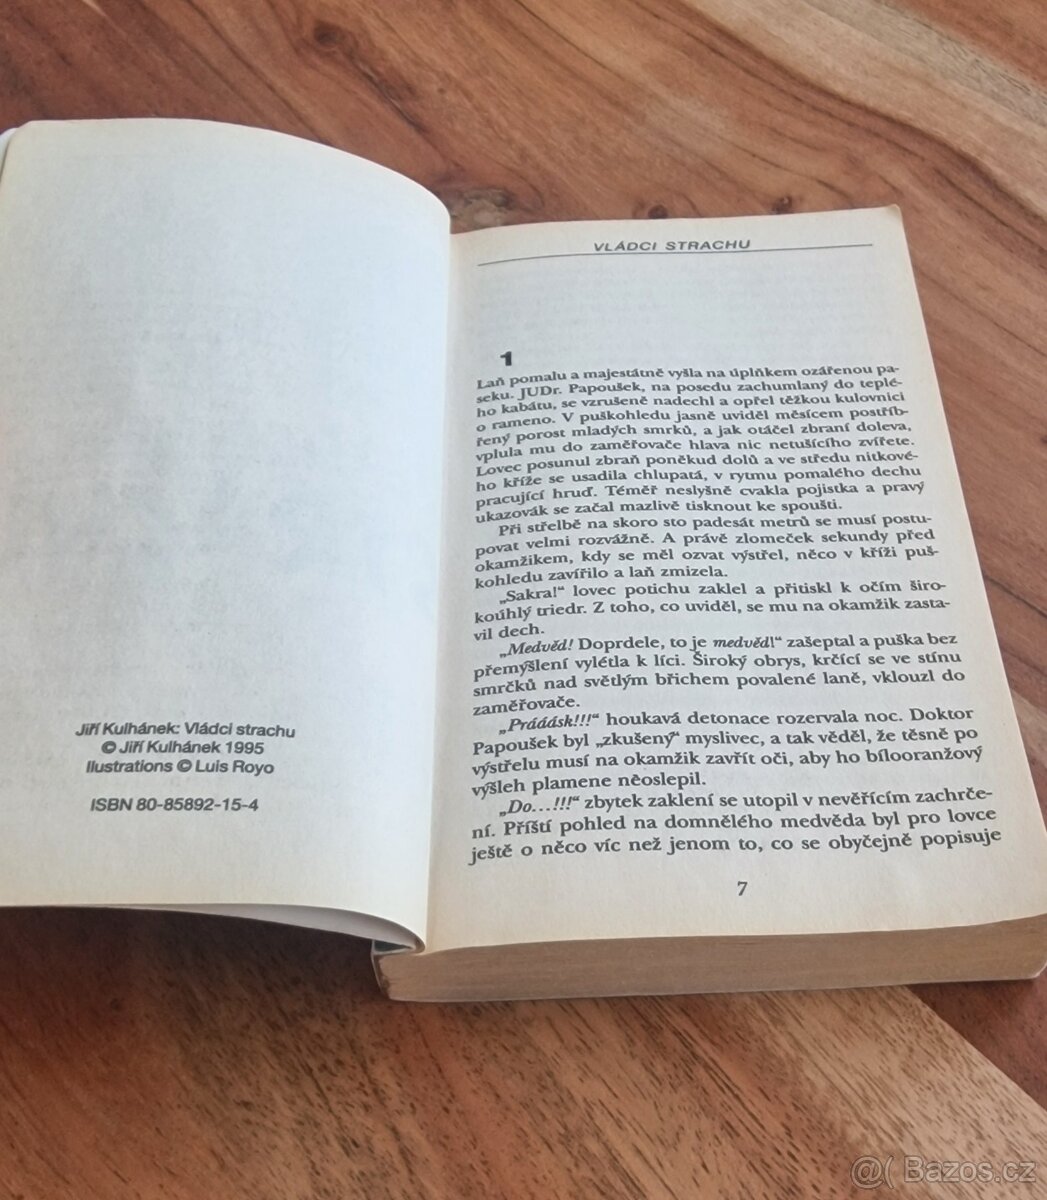 Jiří Kulhánek: Vládci strachu
© Jiří Kulhánek 1995
Ilustrations © Luis Royo
ISBN 80-85892-15-4
VLÁDCI STRACHU
1
Laň pomalu a majestátně vyšla na úplňkem ozářenou pa-
seku. JUDr. Papoušek, na posedu zachumlaný do teplé-
ho kabátu, se vzrušeně nadechl a opřel těžkou kulovnici
o rameno. V puškohledu jasně uviděl měsícem postříb-
řený porost mladých smrků, a jak otáčel zbraní doleva,
vplula mu do zaměřovače hlava nic netušícího zvířete.
Lovec posunul zbraň poněkud dolů a ve středu nitkové-
ho kříže se usadila chlupatá, v rytmu pomalého dechu
pracující hruď. Téměř neslyšně cvakla pojistka a pravý
ukazovák se začal mazlivě tisknout ke spoušti.
Při střelbě na skoro sto padesát metrů se musí postu-
povat velmi rozvážně. A právě zlomeček sekundy před
okamžikem, kdy se měl ozvat výstřel, něco v kříži puš-
kohledu zavířilo a laň zmizela.
„Sakra!“ lovec potichu zaklel a přitiskl k očím širo-
koúhlý triedr. Z toho, co uviděl, se mu na okamžik zasta-
vil dech.
„Medvěd! Doprdele, to je medvěd!“ zašeptal a puška bez
přemýšlení vylétla k líci. Široký obrys, krčící se ve stínu
smrčků nad světlým břichem povalené laně, vklouzl do
zaměřovače.
„Prááásk!!!“ houkavá detonace rozervala noc. Doktor
Papoušek byl „zkušený“ myslivec, a tak věděl, že těsně po
výstřelu musí na okamžik zavřít oči, aby ho bílooranžový
výšleh plamene neoslepil.
„Do...!!!“ zbytek zaklení se utopil v nevěřícím zachrče-
ní. Příští pohled na domnělého medvěda byl pro lovce
ještě o něco víc než jenom to, co se obyčejně popisuje
7
@( Bazos.cz